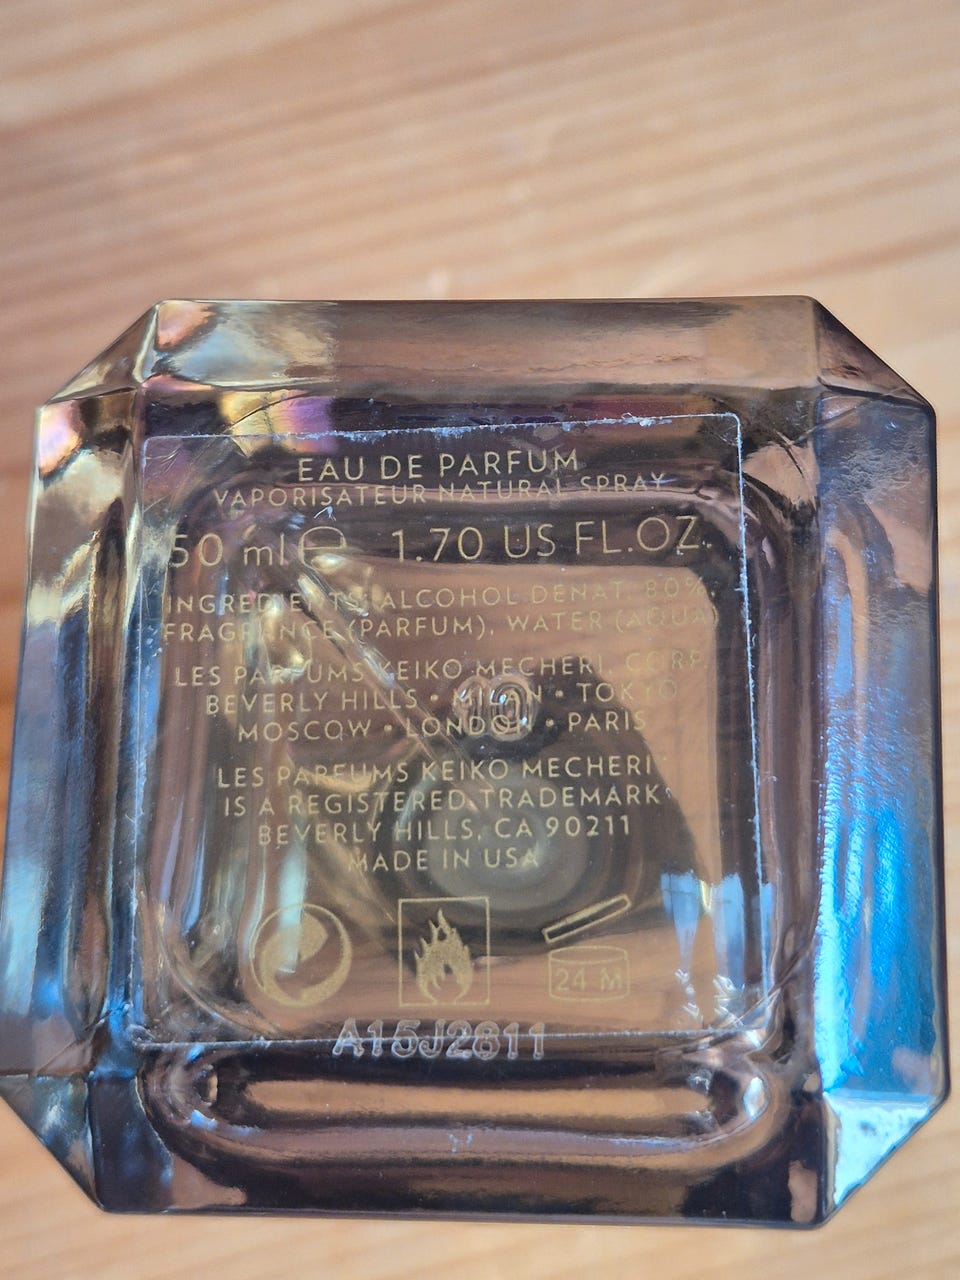 EAU DE PARFUM
VAPORISATEUR NATURAL SPRAY
50 ml ℮ 1.70 US FL.OZ.
INGREDIENTS: ALCOHOL DENAT. 80%
FRAGRANCE (PARFUM), WATER (AQUA)
LES PARFUMS KEIKO MECHERI, CORP.
BEVERLY HILLS • MILAN • TOKYO
MOSCOW • LONDON • PARIS
LES PARFUMS KEIKO MECHERI
IS A REGISTERED TRADEMARK
BEVERLY HILLS, CA 90211
MADE IN USA
24 M
A15J2811